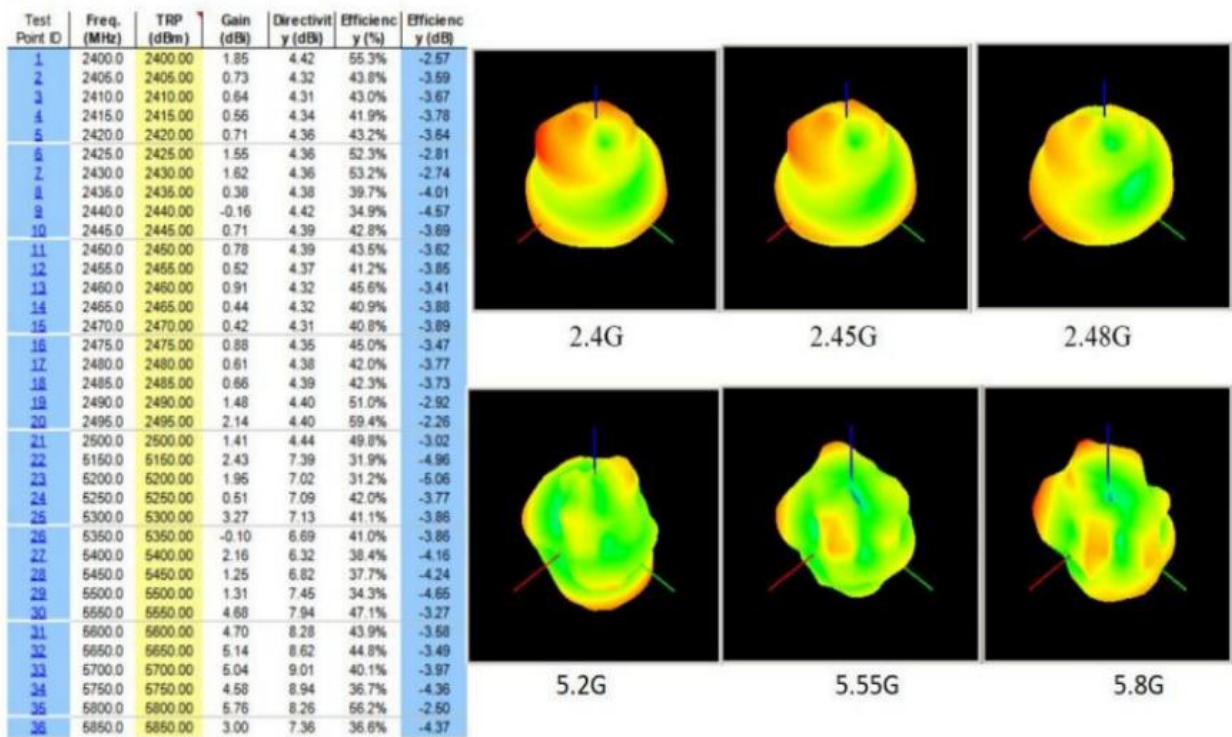 Test Point ID Freq. (MHz) TRP (dBm) Gain (dBi) Directivit y (dBi) Efficienc y (%) Efficienc y (dB)
1 2400.0 2400.00 1.85 4.42 55.3% -2.57
2 2405.0 2405.00 0.73 4.32 43.8% -3.59
3 2410.0 2410.00 0.64 4.31 43.0% -3.67
4 2415.0 2415.00 0.56 4.34 41.9% -3.78
5 2420.0 2420.00 0.71 4.36 43.2% -3.64
6 2425.0 2425.00 1.55 4.36 52.3% -2.81
7 2430.0 2430.00 1.62 4.36 53.2% -2.74
8 2435.0 2435.00 0.38 4.38 39.7% -4.01
9 2440.0 2440.00 -0.16 4.42 34.9% -4.57
10 2445.0 2445.00 0.71 4.39 42.8% -3.69
11 2450.0 2450.00 0.78 4.39 43.5% -3.62
12 2455.0 2455.00 0.52 4.37 41.2% -3.85
13 2460.0 2460.00 0.91 4.32 45.6% -3.41
14 2465.0 2465.00 0.44 4.32 40.9% -3.88
15 2470.0 2470.00 0.42 4.31 40.8% -3.89
16 2475.0 2475.00 0.88 4.35 45.0% -3.47
17 2480.0 2480.00 0.61 4.38 42.0% -3.77
18 2485.0 2485.00 0.66 4.39 42.3% -3.73
19 2490.0 2490.00 1.48 4.40 51.0% -2.92
20 2495.0 2495.00 2.14 4.40 59.4% -2.26
21 2500.0 2500.00 1.41 4.44 49.8% -3.02
22 5150.0 5150.00 2.43 7.39 31.9% -4.96
23 5200.0 5200.00 1.95 7.02 31.2% -5.06
24 5250.0 5250.00 0.51 7.09 42.0% -3.77
25 5300.0 5300.00 3.27 7.13 41.1% -3.86
26 5350.0 5350.00 -0.10 6.69 41.0% -3.86
27 5400.0 5400.00 2.16 6.32 38.4% -4.16
28 5450.0 5450.00 1.25 6.82 37.7% -4.24
29 5500.0 5500.00 1.31 7.45 34.3% -4.65
30 5550.0 5550.00 4.68 7.94 47.1% -3.27
31 5600.0 5600.00 4.70 8.28 43.9% -3.58
32 5650.0 5650.00 5.14 8.62 44.8% -3.49
33 5700.0 5700.00 5.04 9.01 40.1% -3.97
34 5750.0 5750.00 4.58 8.94 36.7% -4.36
35 5800.0 5800.00 5.76 8.26 56.2% -2.50
36 5850.0 5850.00 3.00 7.36 36.6% -4.37
2.4G 2.45G 2.48G
5.2G 5.55G 5.8G